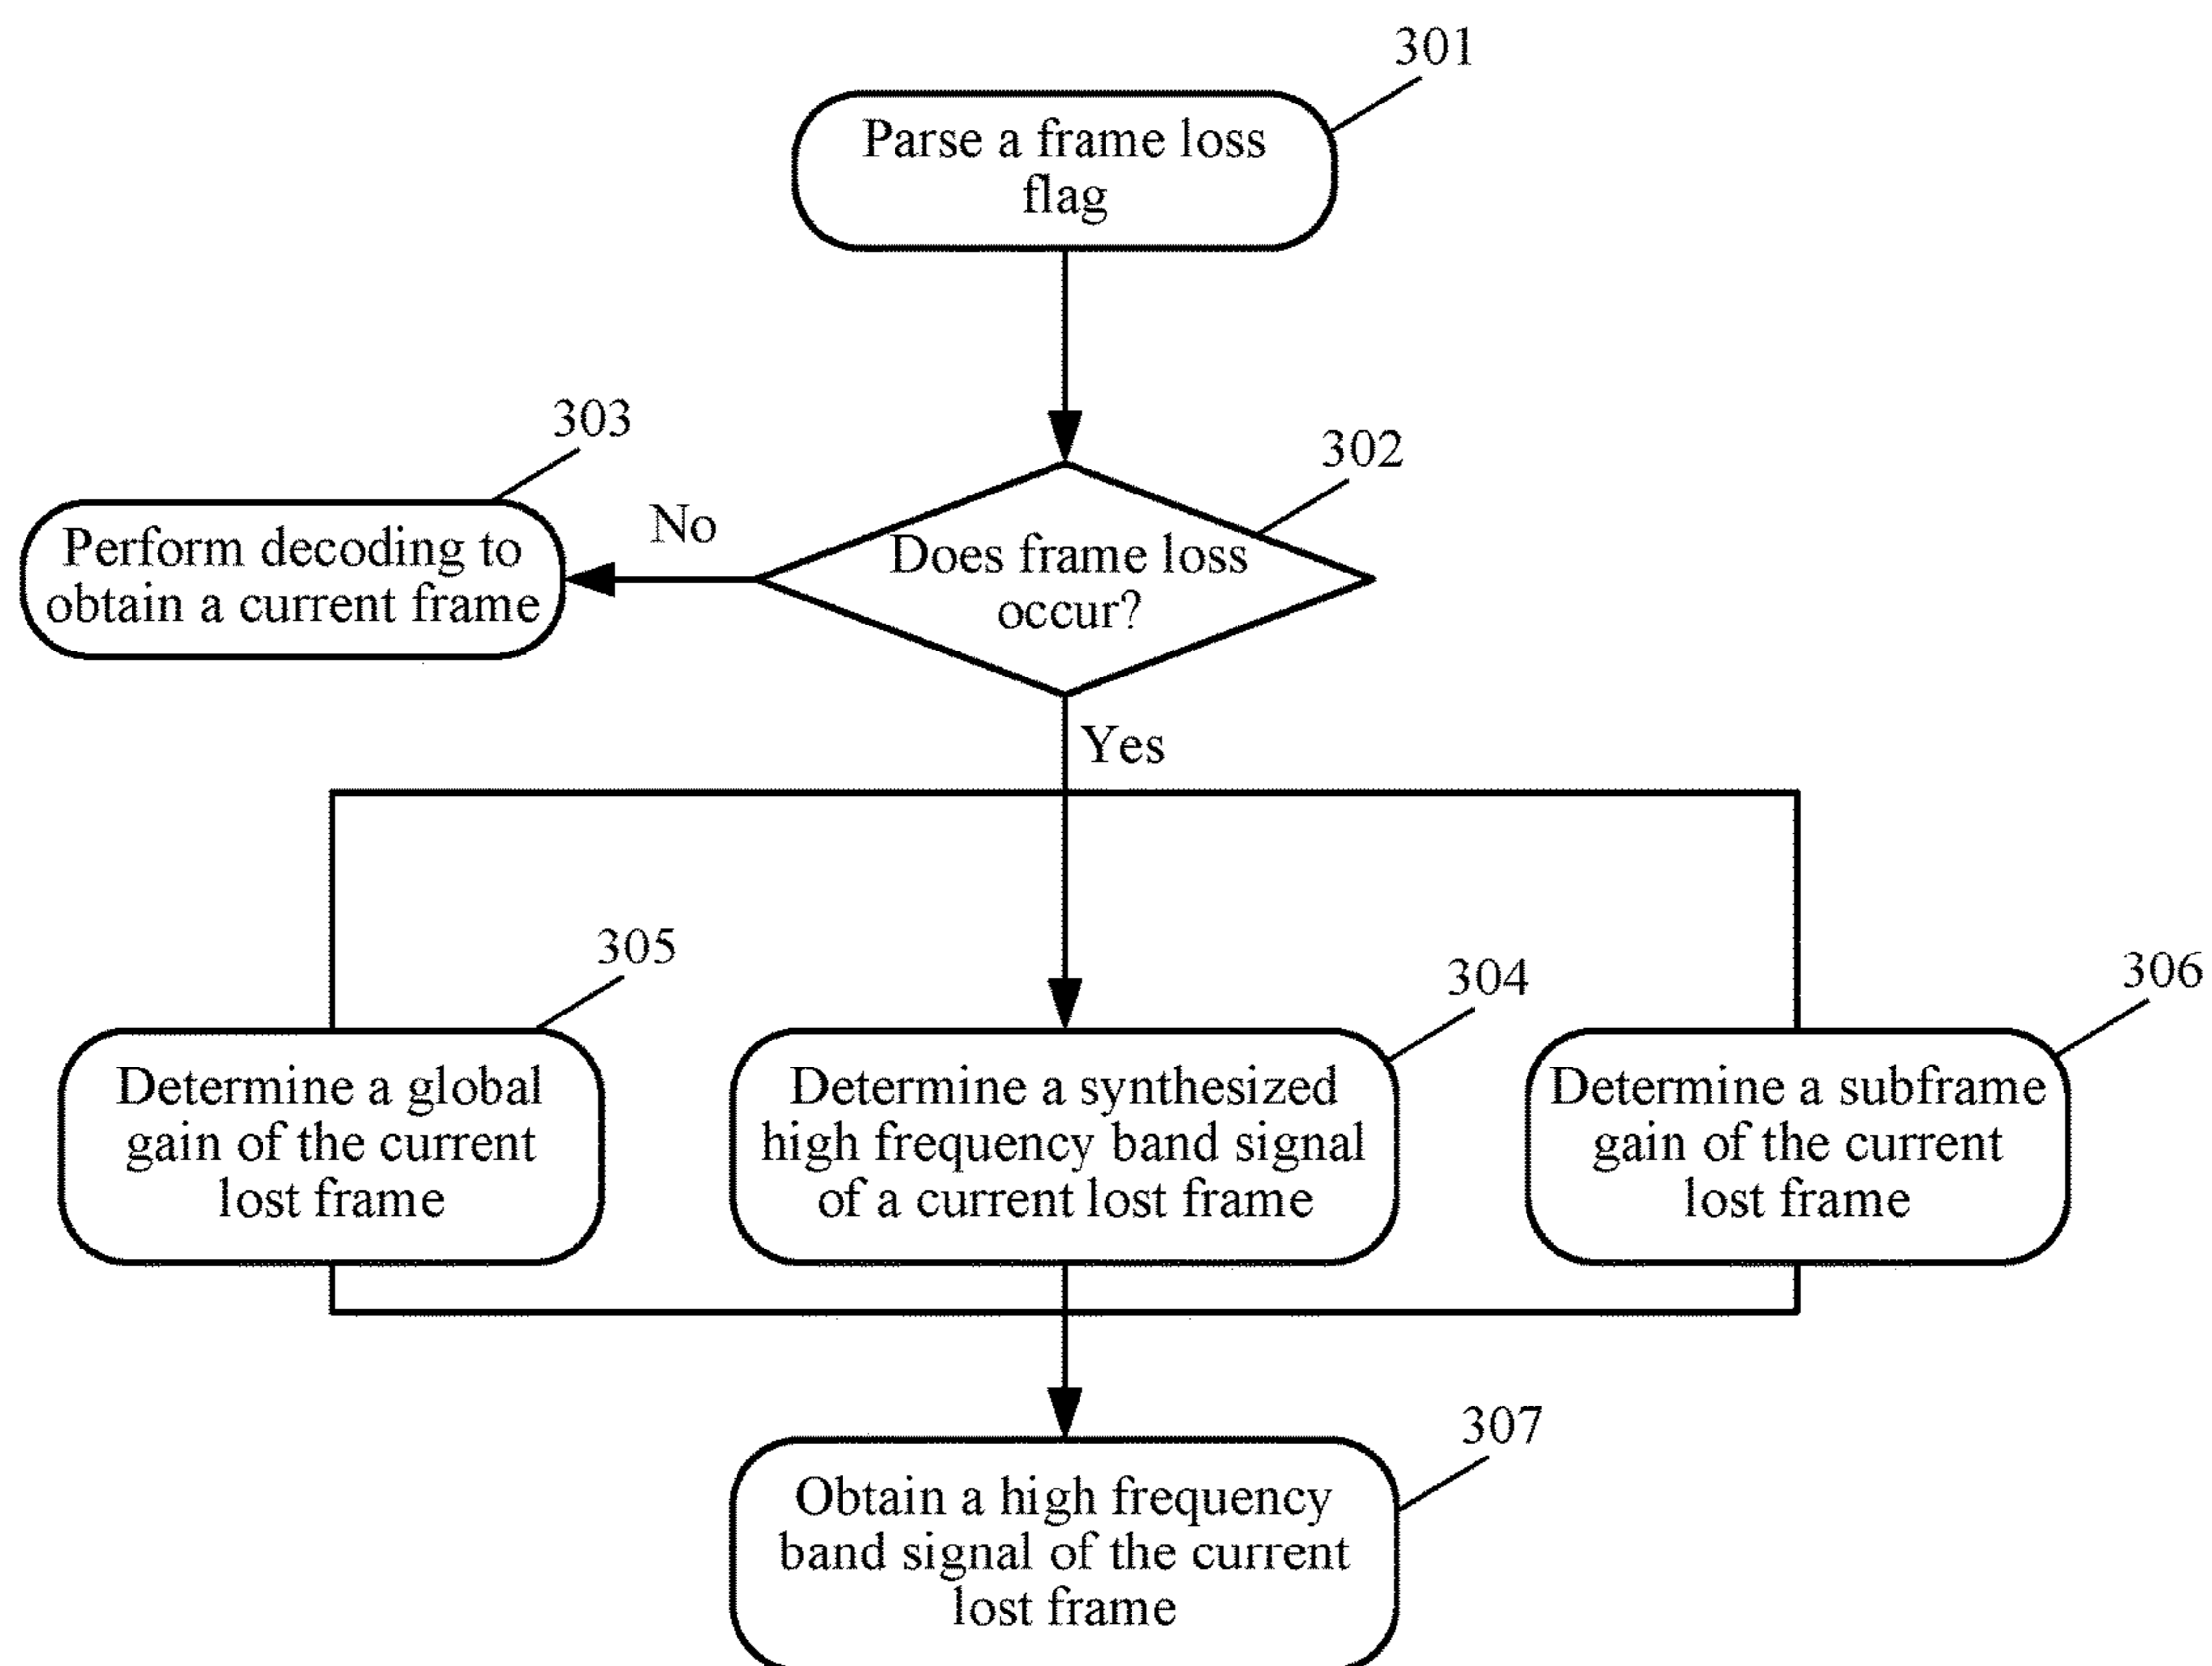 301
Parse a frame loss
flag
303
302
No
Perform decoding to
obtain a current frame
Does frame loss
occur?
Yes
305
304
306
Determine a global
gain of the current
lost frame
Determine a synthesized
high frequency band signal
of a current lost frame
Determine a subframe
gain of the current
lost frame
307
Obtain a high frequency
band signal of the current
lost frame